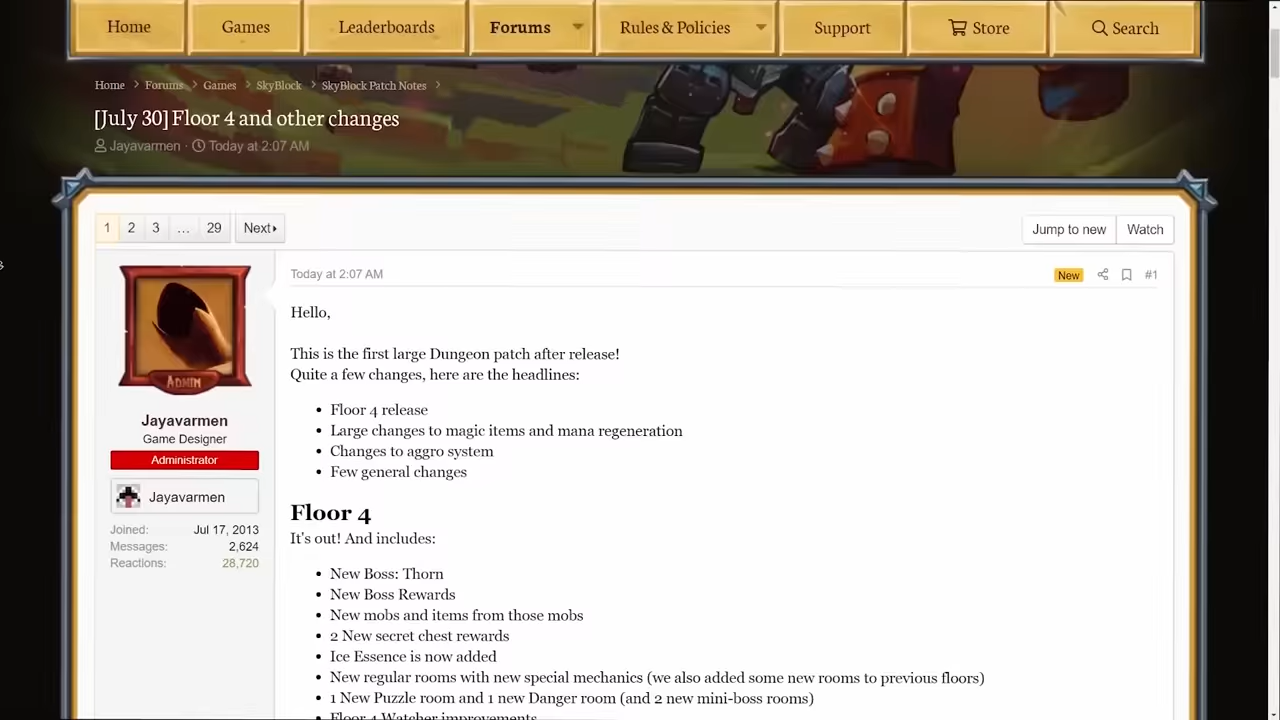 Home Games Leaderboards Forums Rules & Policies Support Store Search
Home Forums Games SkyBlock SkyBlock Patch Notes
[July 30] Floor 4 and other changes
Jayavarmen · Today at 2:07 AM
1 2 3 ... 29 Next
Jump to new Watch
Today at 2:07 AM
New #1
ADMIN
Jayavarmen
Game Designer
Administrator
Jayavarmen
Joined: Jul 17, 2013
Messages: 2,624
Reactions: 28,720
Hello,
This is the first large Dungeon patch after release!
Quite a few changes, here are the headlines:
• Floor 4 release
• Large changes to magic items and mana regeneration
• Changes to aggro system
• Few general changes
Floor 4
It's out! And includes:
• New Boss: Thorn
• New Boss Rewards
• New mobs and items from those mobs
• 2 New secret chest rewards
• Ice Essence is now added
• New regular rooms with new special mechanics (we also added some new rooms to previous floors)
• 1 New Puzzle room and 1 new Danger room (and 2 new mini-boss rooms)
• Floor 4 Watcher improvements